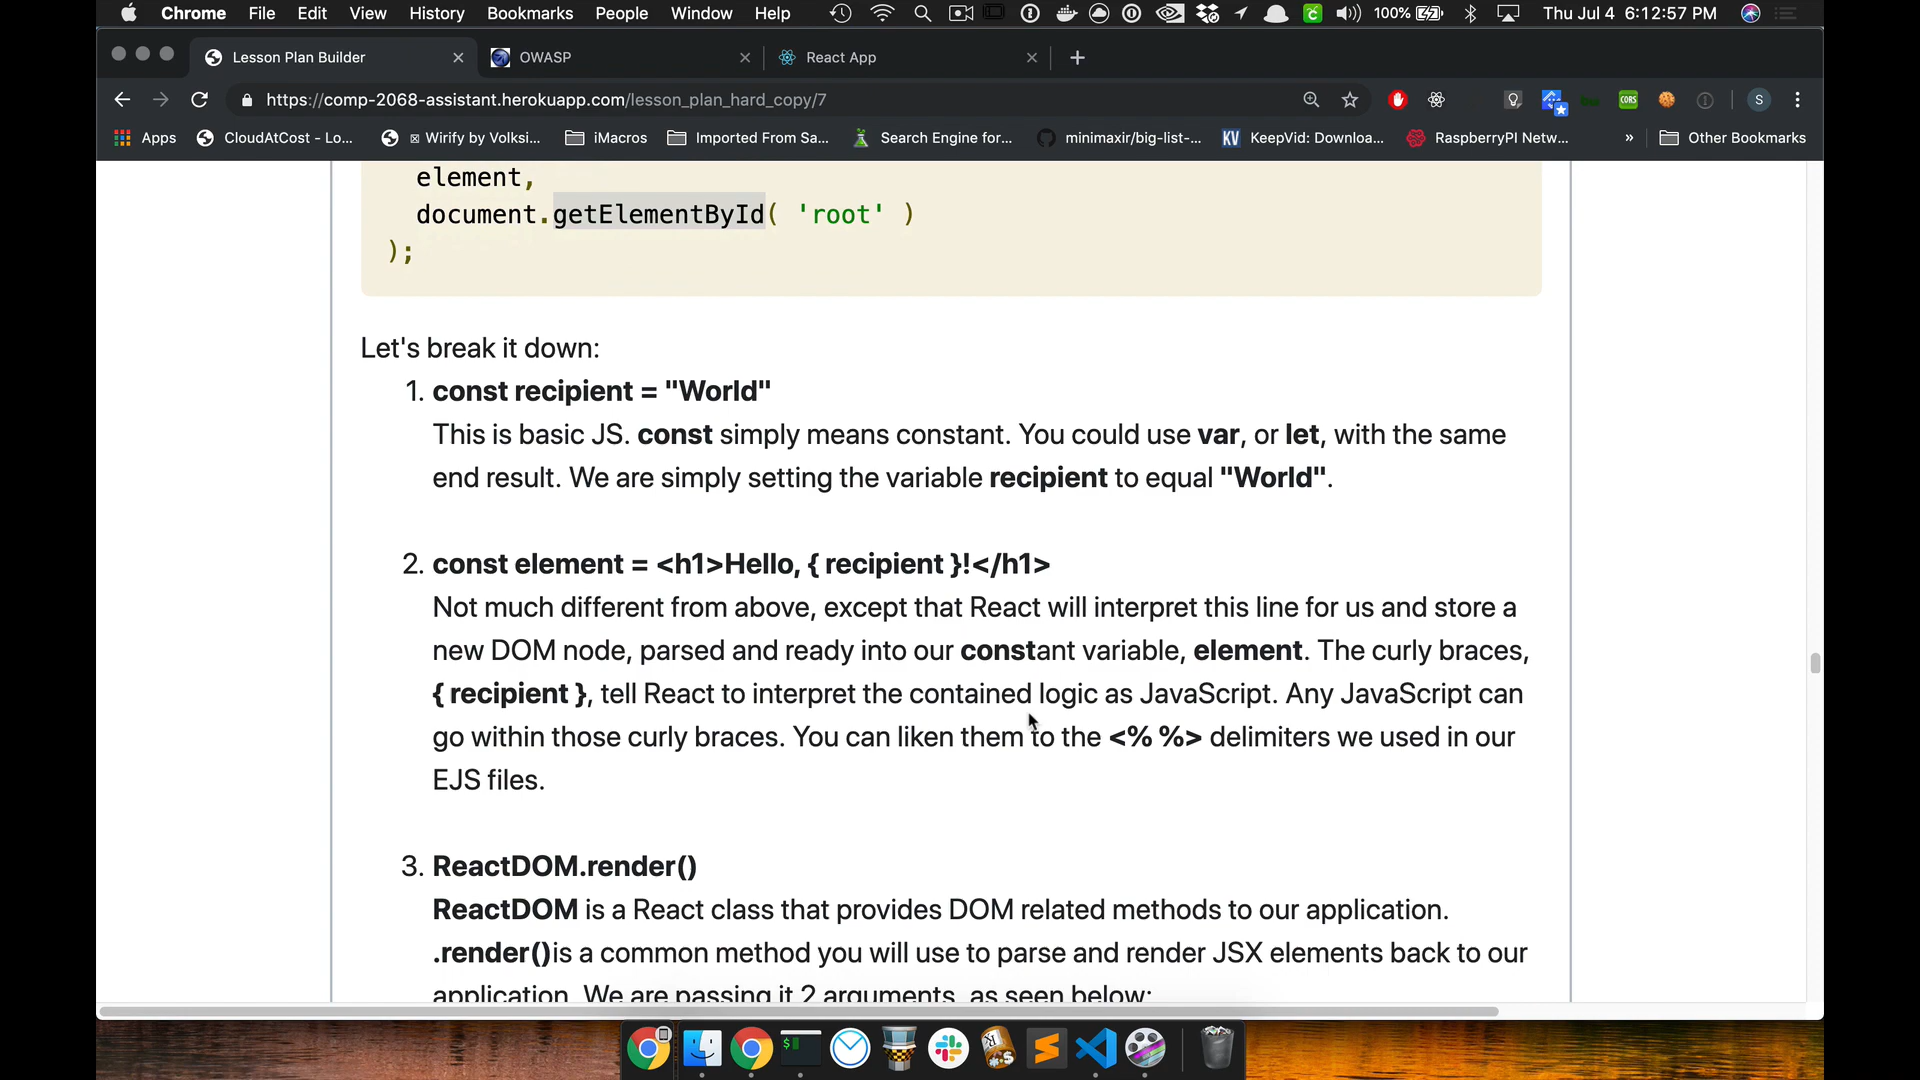 Chrome File Edit View History Bookmarks People Window Help 100% Thu Jul 4 6:12:57 PM
Lesson Plan Builder OWASP React App
https://comp-2068-assistant.herokuapp.com/lesson_plan_hard_copy/7
Apps CloudAtCost - Lo... Wirify by Volksi... iMacros Imported From Sa... Search Engine for... minimaxir/big-list-... KeepVid: Downloa... RaspberryPI Netw... » Other Bookmarks
element,
document.getElementById( 'root' )
);
Let's break it down:
1. const recipient = "World"
This is basic JS. const simply means constant. You could use var, or let, with the same
end result. We are simply setting the variable recipient to equal "World".
2. const element = <h1>Hello, { recipient }!</h1>
Not much different from above, except that React will interpret this line for us and store a
new DOM node, parsed and ready into our constant variable, element. The curly braces,
{ recipient }, tell React to interpret the contained logic as JavaScript. Any JavaScript can
go within those curly braces. You can liken them to the <% %> delimiters we used in our
EJS files.
3. ReactDOM.render()
ReactDOM is a React class that provides DOM related methods to our application.
.render()is a common method you will use to parse and render JSX elements back to our
application. We are passing it 2 arguments, as seen below: